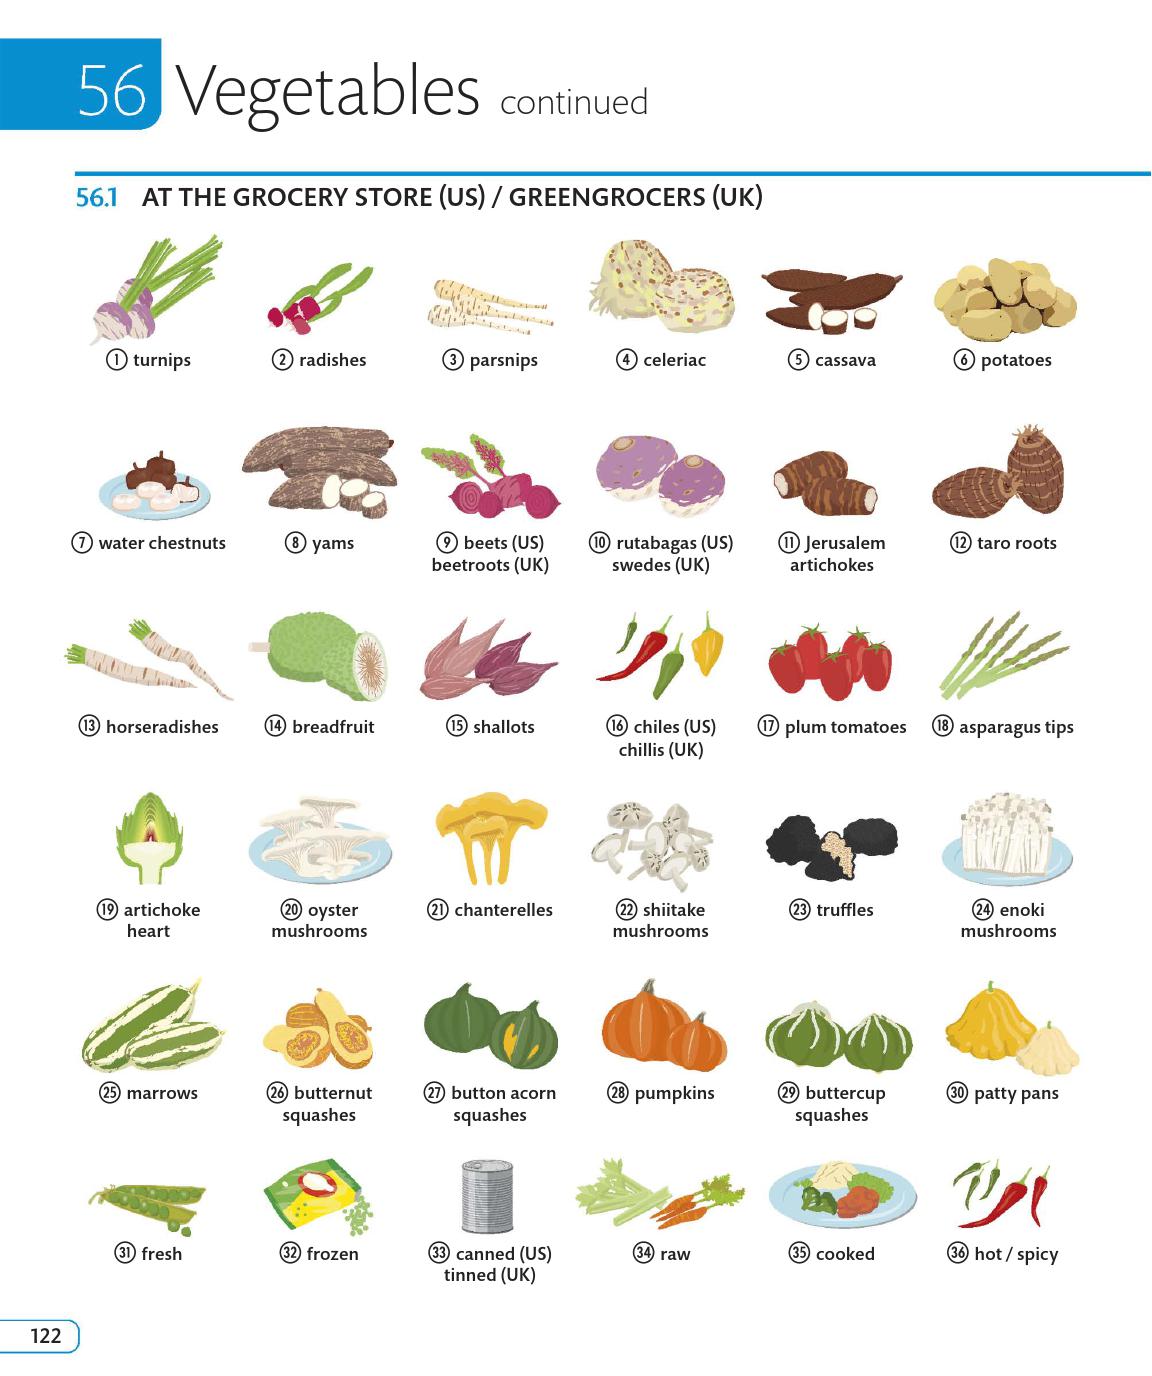 56 Vegetables continued
56.1 AT THE GROCERY STORE (US) / GREENGROCERS (UK)
1 turnips
2 radishes
3 parsnips
4 celeriac
5 cassava
6 potatoes
7 water chestnuts
8 yams
9 beets (US)
beetroots (UK)
10 rutabagas (US)
swedes (UK)
11 Jerusalem
artichokes
12 taro roots
13 horseradishes
14 breadfruit
15 shallots
16 chiles (US)
chillis (UK)
17 plum tomatoes
18 asparagus tips
19 artichoke
heart
20 oyster
mushrooms
21 chanterelles
22 shiitake
mushrooms
23 truffles
24 enoki
mushrooms
25 marrows
26 butternut
squashes
27 button acorn
squashes
28 pumpkins
29 buttercup
squashes
30 patty pans
31 fresh
32 frozen
33 canned (US)
tinned (UK)
34 raw
35 cooked
36 hot / spicy
122